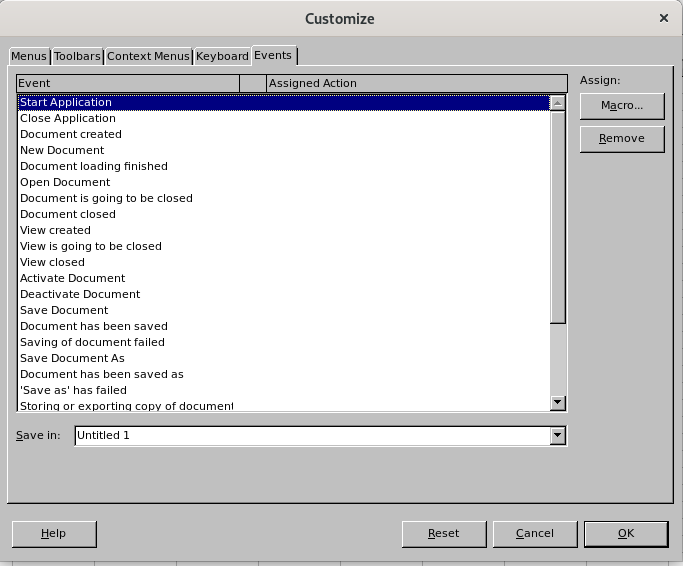 Customize
Menus Toolbars Context Menus Keyboard Events
Event Assigned Action
Assign:
Start Application
Macro...
Close Application
Document created
Remove
New Document
Document loading finished
Open Document
Document is going to be closed
Document closed
View created
View is going to be closed
View closed
Activate Document
Deactivate Document
Save Document
Document has been saved
Saving of document failed
Save Document As
Document has been saved as
'Save as' has failed
Storing or exporting copy of document
Save in: Untitled 1
Help Reset Cancel OK